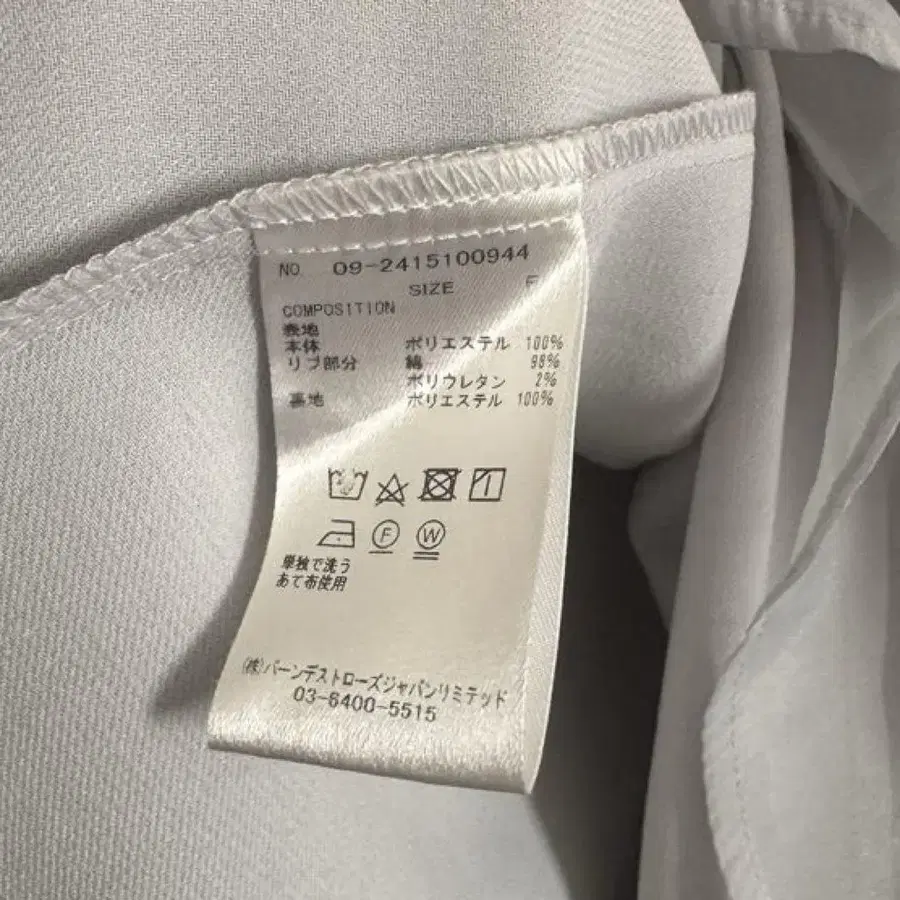 NO 09-2415100944
SIZE F
COMPOSITION
表地
本体 ポリエステル 100%
リブ部分 綿 98%
ポリウレタン 2%
裏地 ポリエステル 100%
F W
単独で洗う
あて布使用
(株)バーンデストローズジャパンリミテッド
03-6400-5515